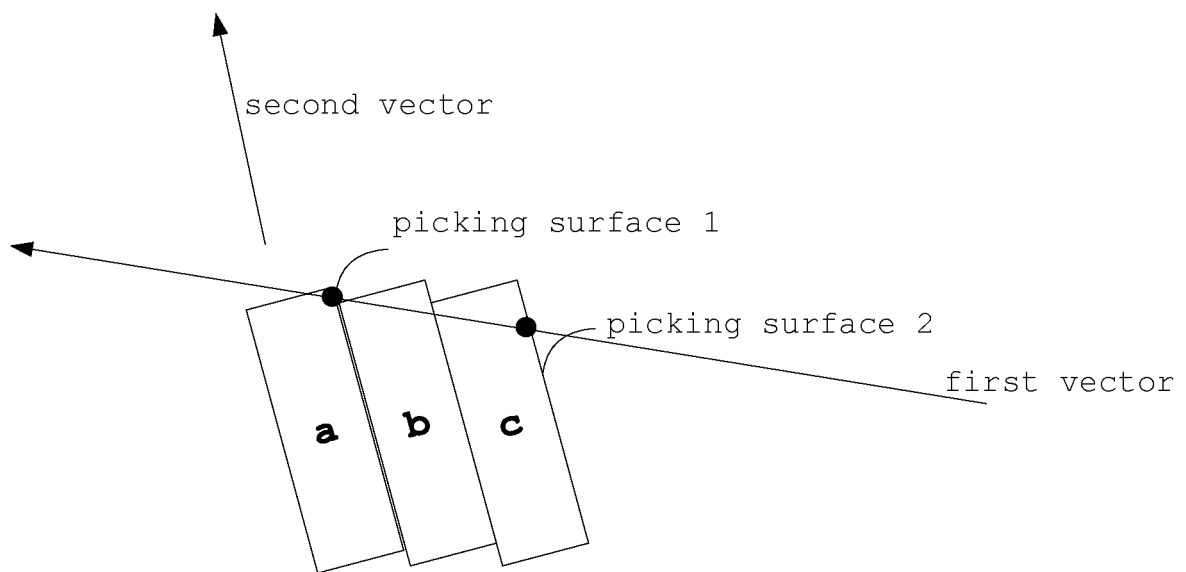 second vector
picking surface 1
picking surface 2
first vector
a
b
c